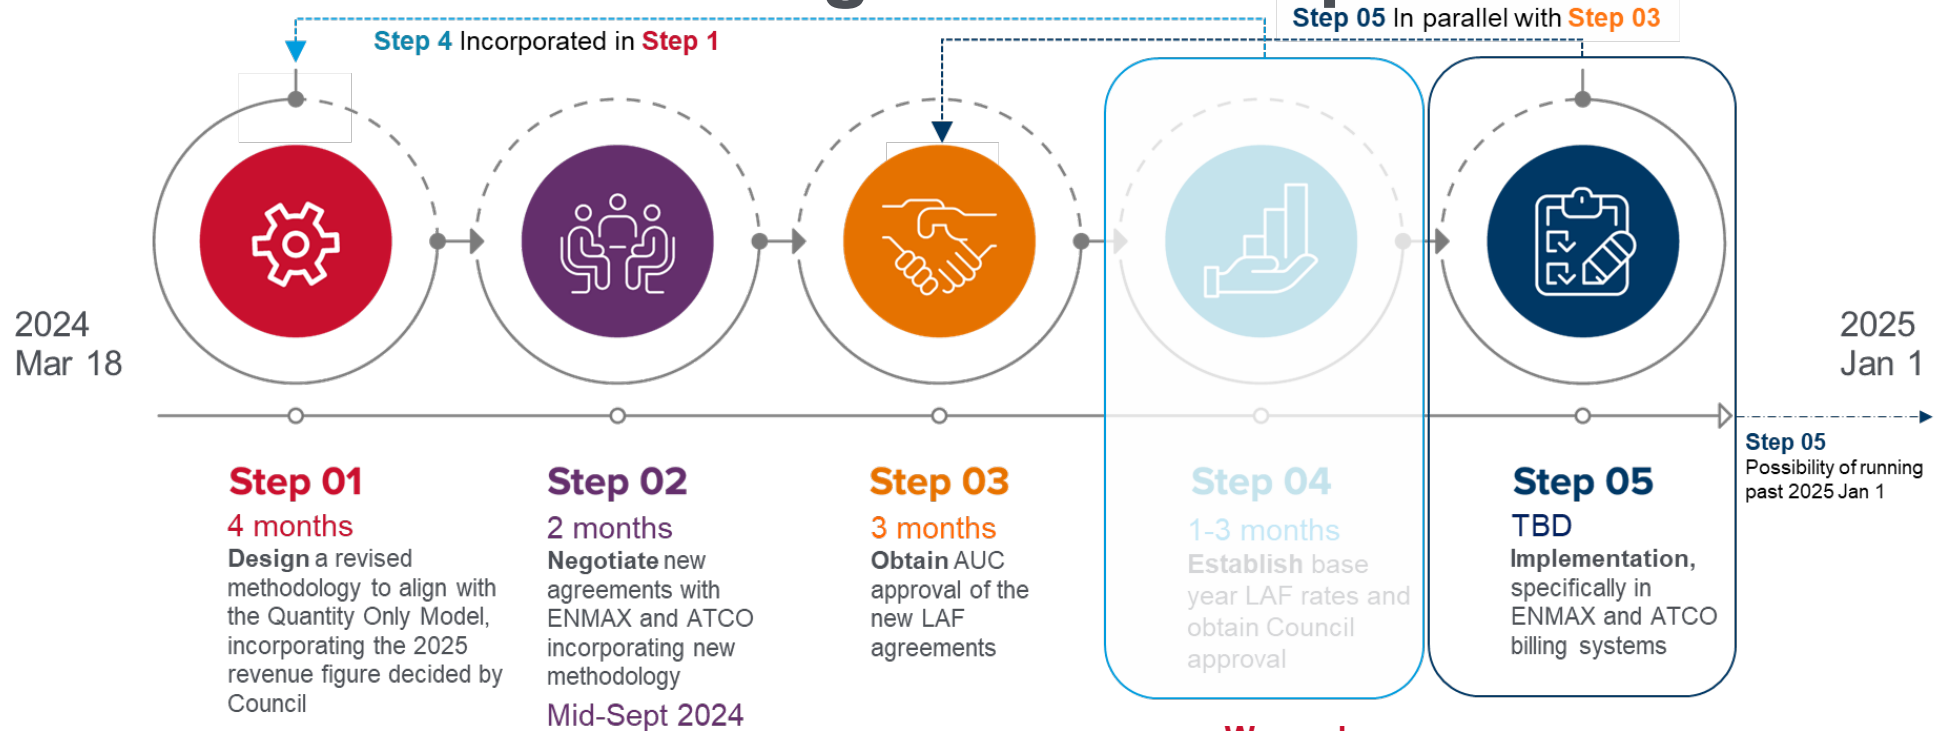 Step 05 In parallel with Step 03
Step 4 Incorporated in Step 1
2024
Mar 18
2025
Jan 1
Step 01
4 months
Design a revised
methodology to align with
the Quantity Only Model,
incorporating the 2025
revenue figure decided by
Council
Step 02
2 months
Negotiate new
agreements with
ENMAX and ATCO
incorporating new
methodology
Mid-Sept 2024
Step 03
3 months
Obtain AUC
approval of the
new LAF
agreements
Step 04
1-3 months
Establish base
year LAF rates and
obtain Council
approval
Step 05
TBD
Implementation,
specifically in
ENMAX and ATCO
billing systems
Step 05
Possibility of running
past 2025 Jan 1